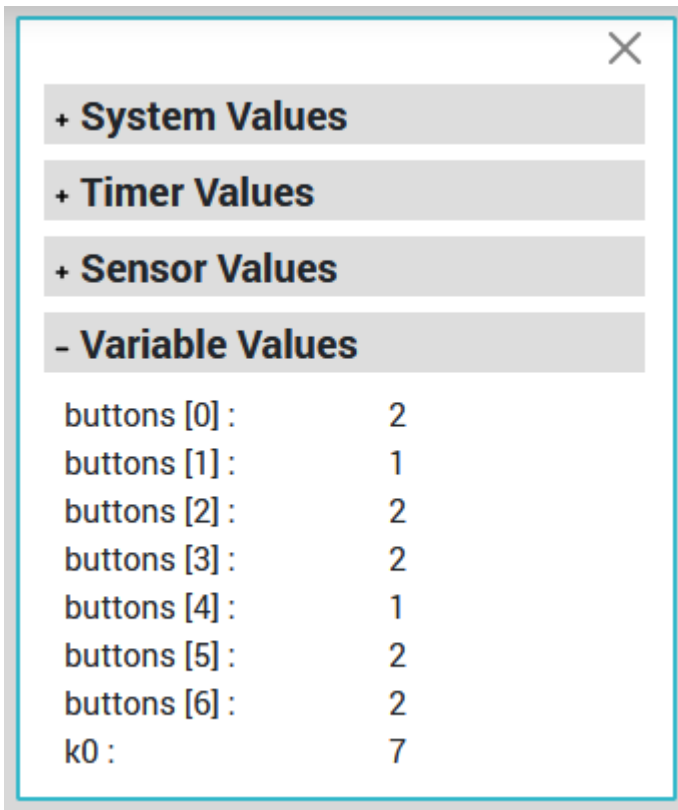 + System Values
+ Timer Values
+ Sensor Values
- Variable Values
buttons [0] : 2
buttons [1] : 1
buttons [2] : 2
buttons [3] : 2
buttons [4] : 1
buttons [5] : 2
buttons [6] : 2
k0 : 7